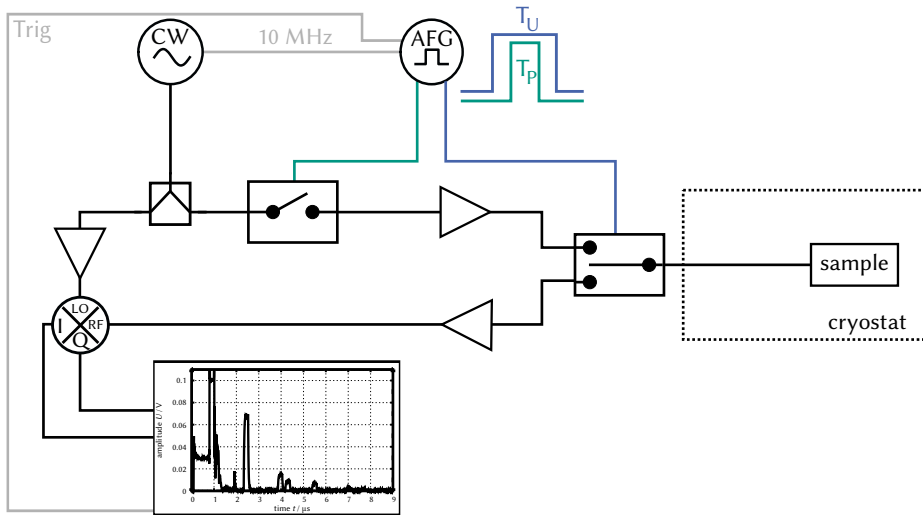 Trig
CW
10 MHz
AFG
T_U
T_P
sample
cryostat
LO
I
RF
Q
amplitude U / V
0.1
0.08
0.06
0.04
0.02
0
0 1 2 3 4 5 6 7 8 9
time t / µs